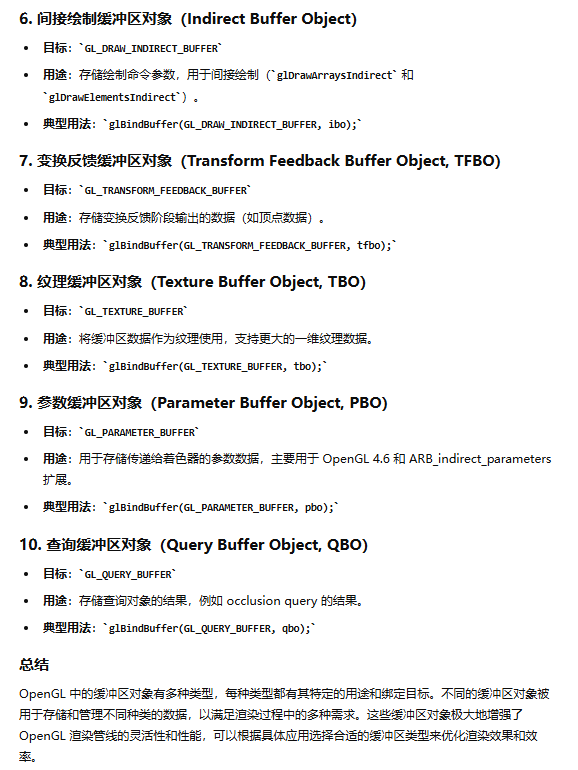 6. 间接绘制缓冲区对象（Indirect Buffer Object）
• 目标：`GL_DRAW_INDIRECT_BUFFER`
• 用途：存储绘制命令参数，用于间接绘制（`glDrawArraysIndirect` 和
`glDrawElementsIndirect`）。
• 典型用法：`glBindBuffer(GL_DRAW_INDIRECT_BUFFER, ibo);`
7. 变换反馈缓冲区对象（Transform Feedback Buffer Object, TFBO）
• 目标：`GL_TRANSFORM_FEEDBACK_BUFFER`
• 用途：存储变换反馈阶段输出的数据（如顶点数据）。
• 典型用法：`glBindBuffer(GL_TRANSFORM_FEEDBACK_BUFFER, tfbo);`
8. 纹理缓冲区对象（Texture Buffer Object, TBO）
• 目标：`GL_TEXTURE_BUFFER`
• 用途：将缓冲区数据作为纹理使用，支持更大的一维纹理数据。
• 典型用法：`glBindBuffer(GL_TEXTURE_BUFFER, tbo);`
9. 参数缓冲区对象（Parameter Buffer Object, PBO）
• 目标：`GL_PARAMETER_BUFFER`
• 用途：用于存储传递给着色器的参数数据，主要用于 OpenGL 4.6 和 ARB_indirect_parameters
扩展。
• 典型用法：`glBindBuffer(GL_PARAMETER_BUFFER, pbo);`
10. 查询缓冲区对象（Query Buffer Object, QBO）
• 目标：`GL_QUERY_BUFFER`
• 用途：存储查询对象的结果，例如 occlusion query 的结果。
• 典型用法：`glBindBuffer(GL_QUERY_BUFFER, qbo);`
总结
OpenGL 中的缓冲区对象有多种类型，每种类型都有其特定的用途和绑定目标。不同的缓冲区对象被
用于存储和管理不同种类的数据，以满足渲染过程中的多种需求。这些缓冲区对象极大地增强了
OpenGL 渲染管线的灵活性和性能，可以根据具体应用选择合适的缓冲区类型来优化渲染效果和效
率。